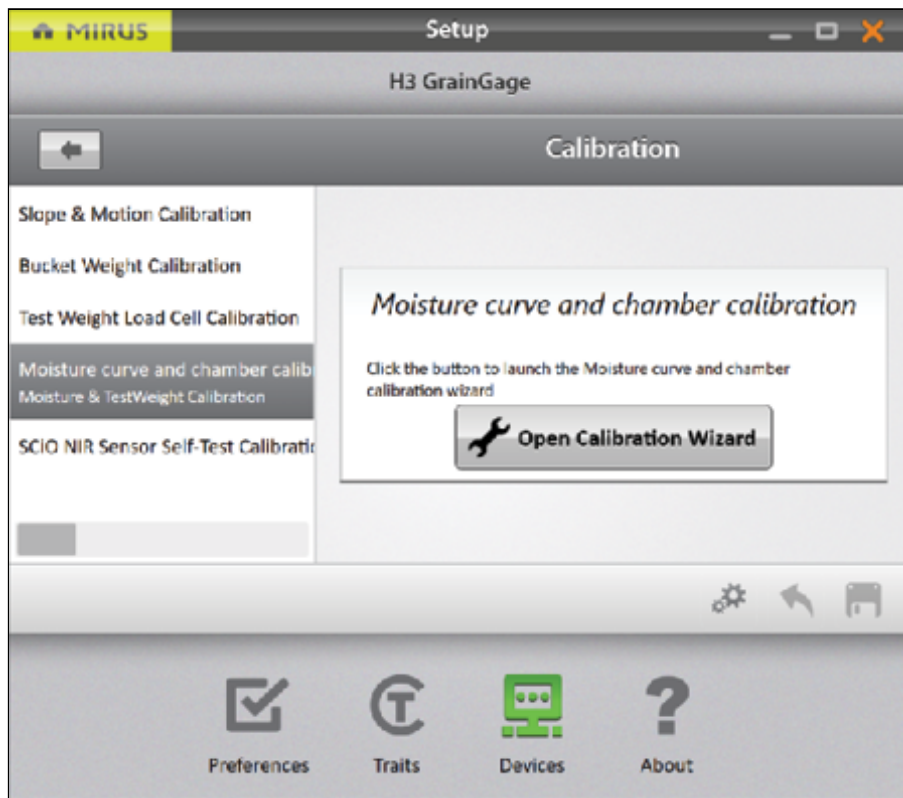 MIRUS
Setup
H3 GrainGage
Calibration
Slope & Motion Calibration
Bucket Weight Calibration
Test Weight Load Cell Calibration
Moisture curve and chamber calib
Moisture & TestWeight Calibration
SCiO NIR Sensor Self-Test Calibratic
Moisture curve and chamber calibration
Click the button to launch the Moisture curve and chamber
calibration wizard
Open Calibration Wizard
Preferences
Traits
Devices
About